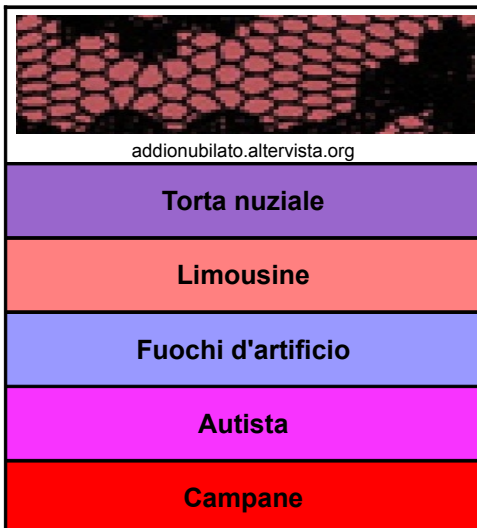 addionubilato.altervista.org
Torta nuziale
Limousine
Fuochi d'artificio
Autista
Campane